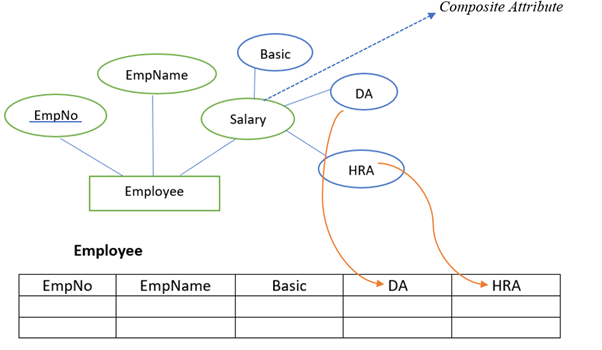 Composite Attribute
Basic
EmpName
DA
EmpNo
Salary
HRA
Employee
Employee
EmpNo EmpName Basic DA HRA